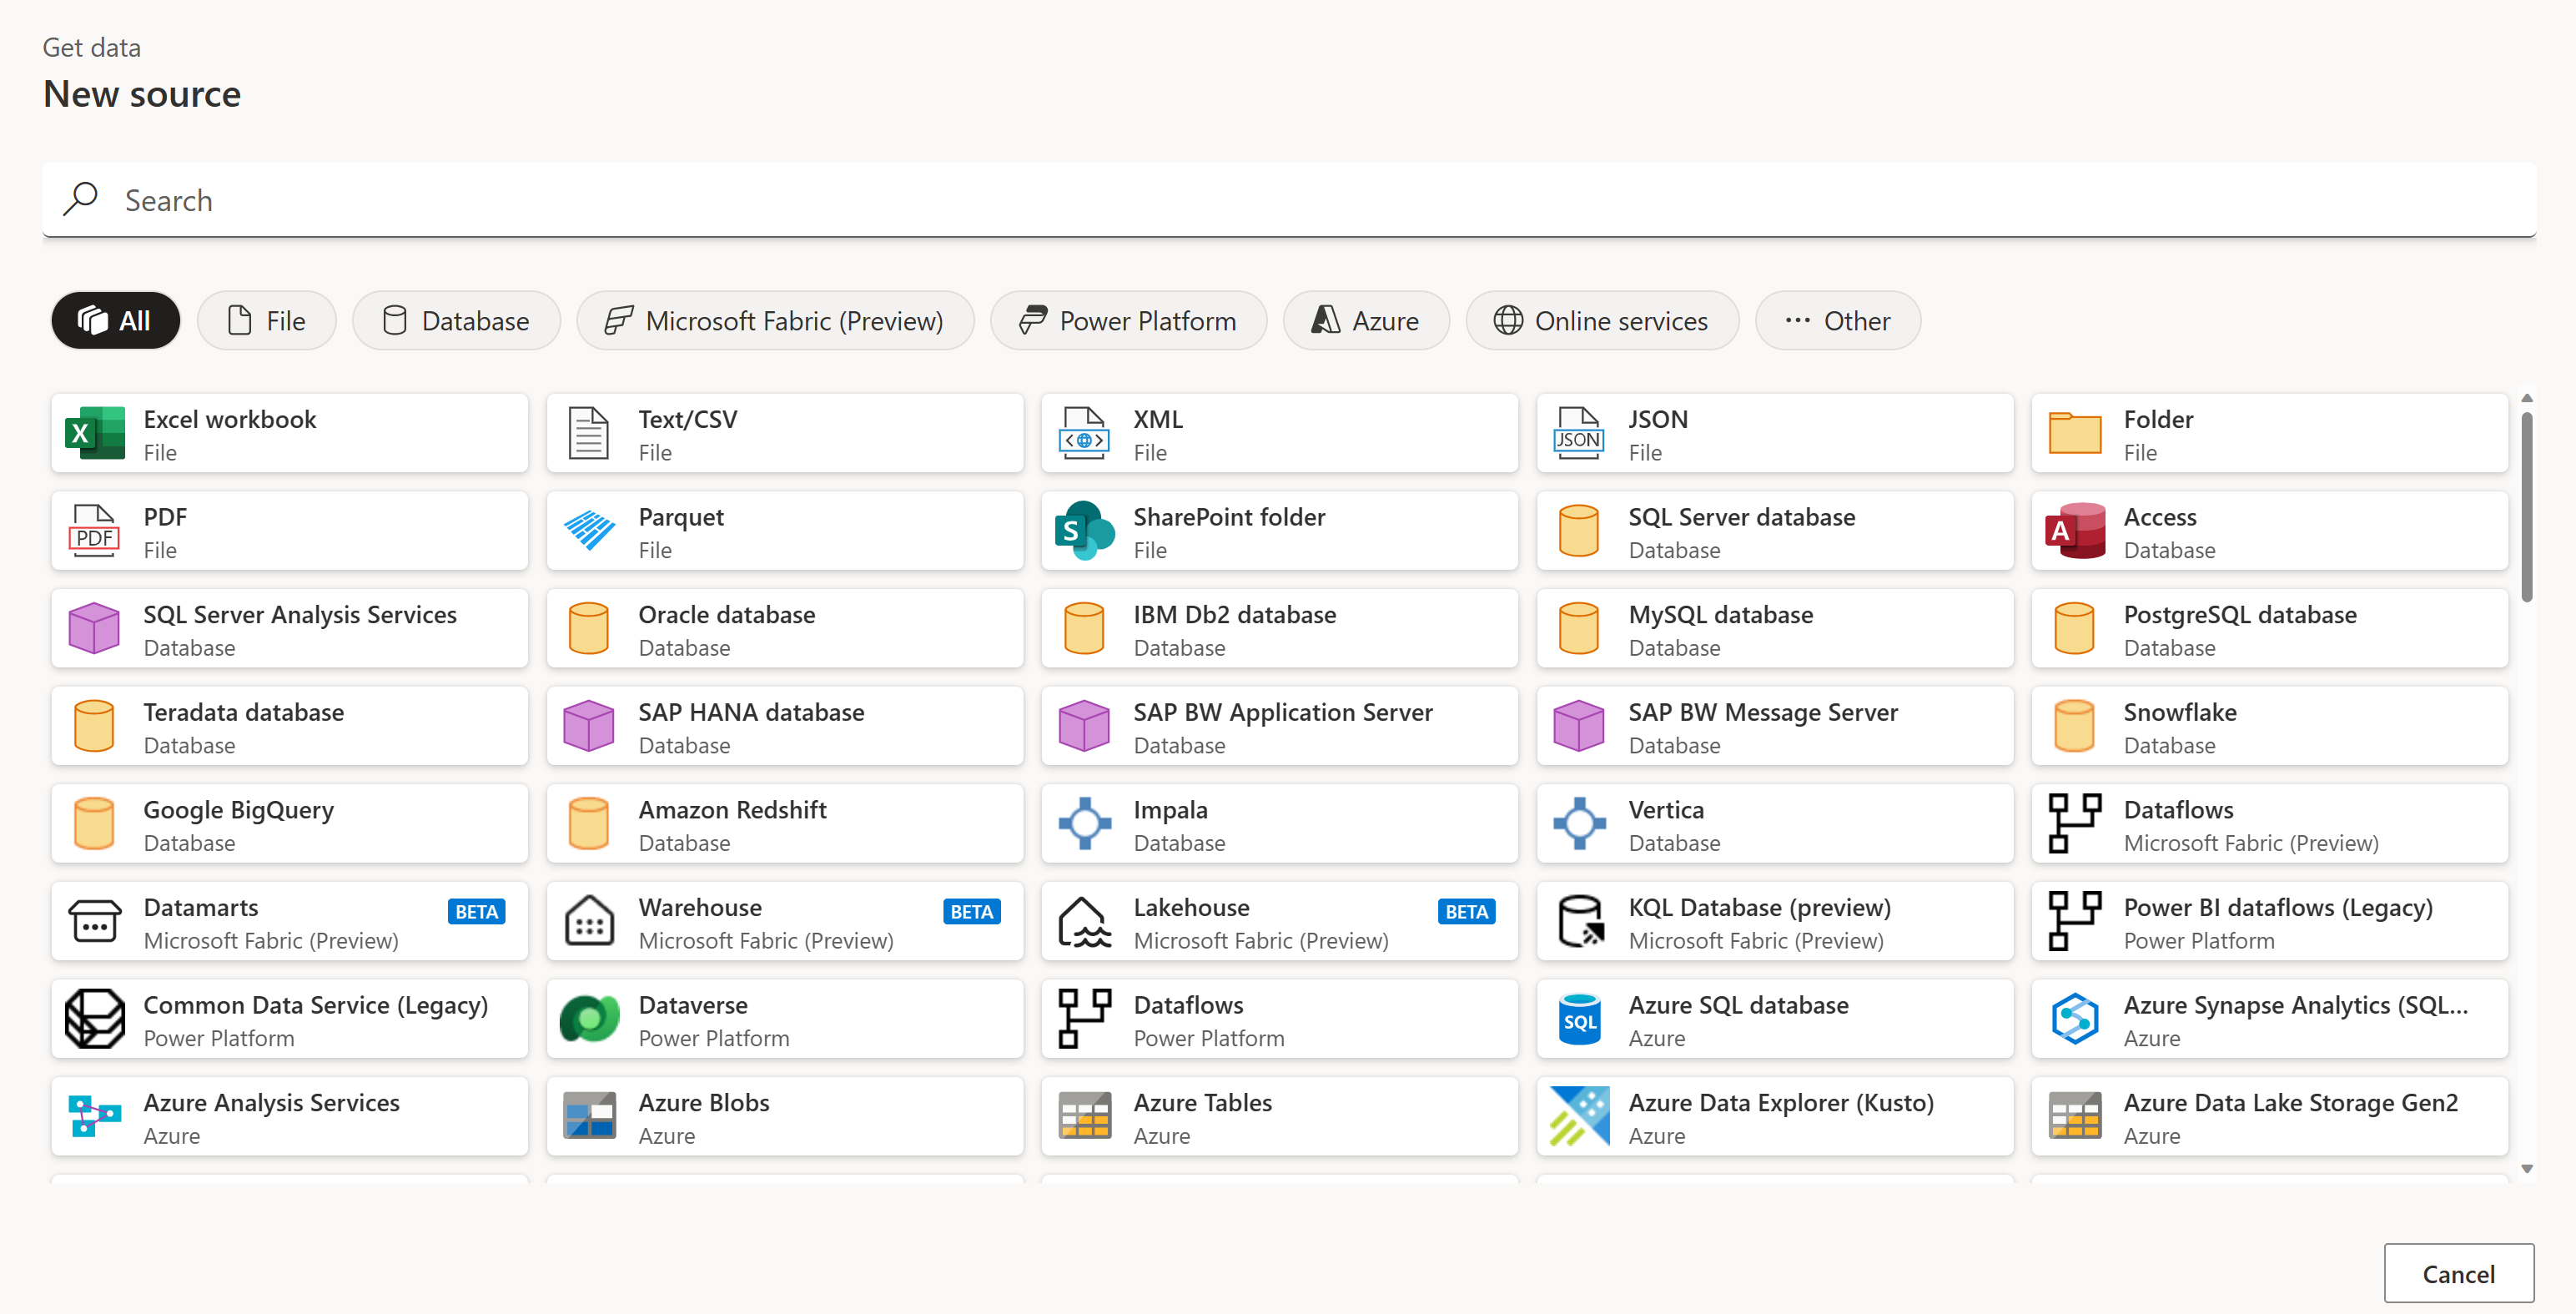 Get data
New source
Search
All
File
Database
Microsoft Fabric (Preview)
Power Platform
Azure
Online services
Other
Excel workbook
File
Text/CSV
File
XML
File
JSON
JSON
File
Folder
File
PDF
PDF
File
Parquet
File
S
SharePoint folder
File
SQL Server database
Database
A
Access
Database
SQL Server Analysis Services
Database
Oracle database
Database
IBM Db2 database
Database
MySQL database
Database
PostgreSQL database
Database
Teradata database
Database
SAP HANA database
Database
SAP BW Application Server
Database
SAP BW Message Server
Database
Snowflake
Database
Google BigQuery
Database
Amazon Redshift
Database
Impala
Database
Vertica
Database
Dataflows
Microsoft Fabric (Preview)
Datamarts
BETA
Microsoft Fabric (Preview)
Warehouse
BETA
Microsoft Fabric (Preview)
Lakehouse
BETA
Microsoft Fabric (Preview)
KQL Database (preview)
Microsoft Fabric (Preview)
Power BI dataflows (Legacy)
Power Platform
Common Data Service (Legacy)
Power Platform
Dataverse
Power Platform
Dataflows
Power Platform
SQL
Azure SQL database
Azure
Azure Synapse Analytics (SQL...
Azure
Azure Analysis Services
Azure
Azure Blobs
Azure
Azure Tables
Azure
Azure Data Explorer (Kusto)
Azure
Azure Data Lake Storage Gen2
Azure
Cancel